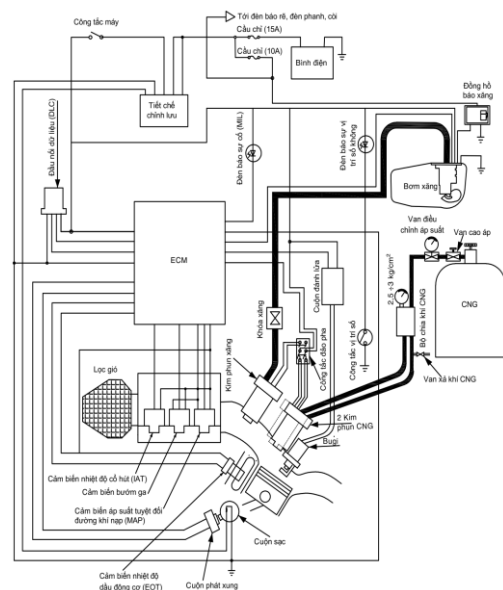 Công tắc máy
Tới đèn báo rẽ, đèn phanh, còi
Cầu chì (15A)
Cầu chì (10A)
Bình điện
Đồng hồ
báo xăng
Tiết chế
chỉnh lưu
Đầu nối dữ liệu (DLC)
Đèn báo sự cố (MIL)
Đèn báo sự vị
trí số không
Bơm xăng
Van điều
chỉnh áp suất
Van cao áp
ECM
Cuộn đánh lửa
2,5 ÷3 kg/cm²
Bộ chia khí CNG
CNG
Khóa xăng
Công tắc đảo pha
Công tắc vị trí số
Van xả khí CNG
Kim phun xăng
Lọc gió
2 Kim
phun CNG
Bugi
Cảm biến nhiệt độ cổ hút (IAT)
Cảm biến bướm ga
Cảm biến áp suất tuyệt đối
đường khí nạp (MAP)
Cuộn sạc
Cảm biến nhiệt độ
dầu động cơ (EOT)
Cuộn phát xung